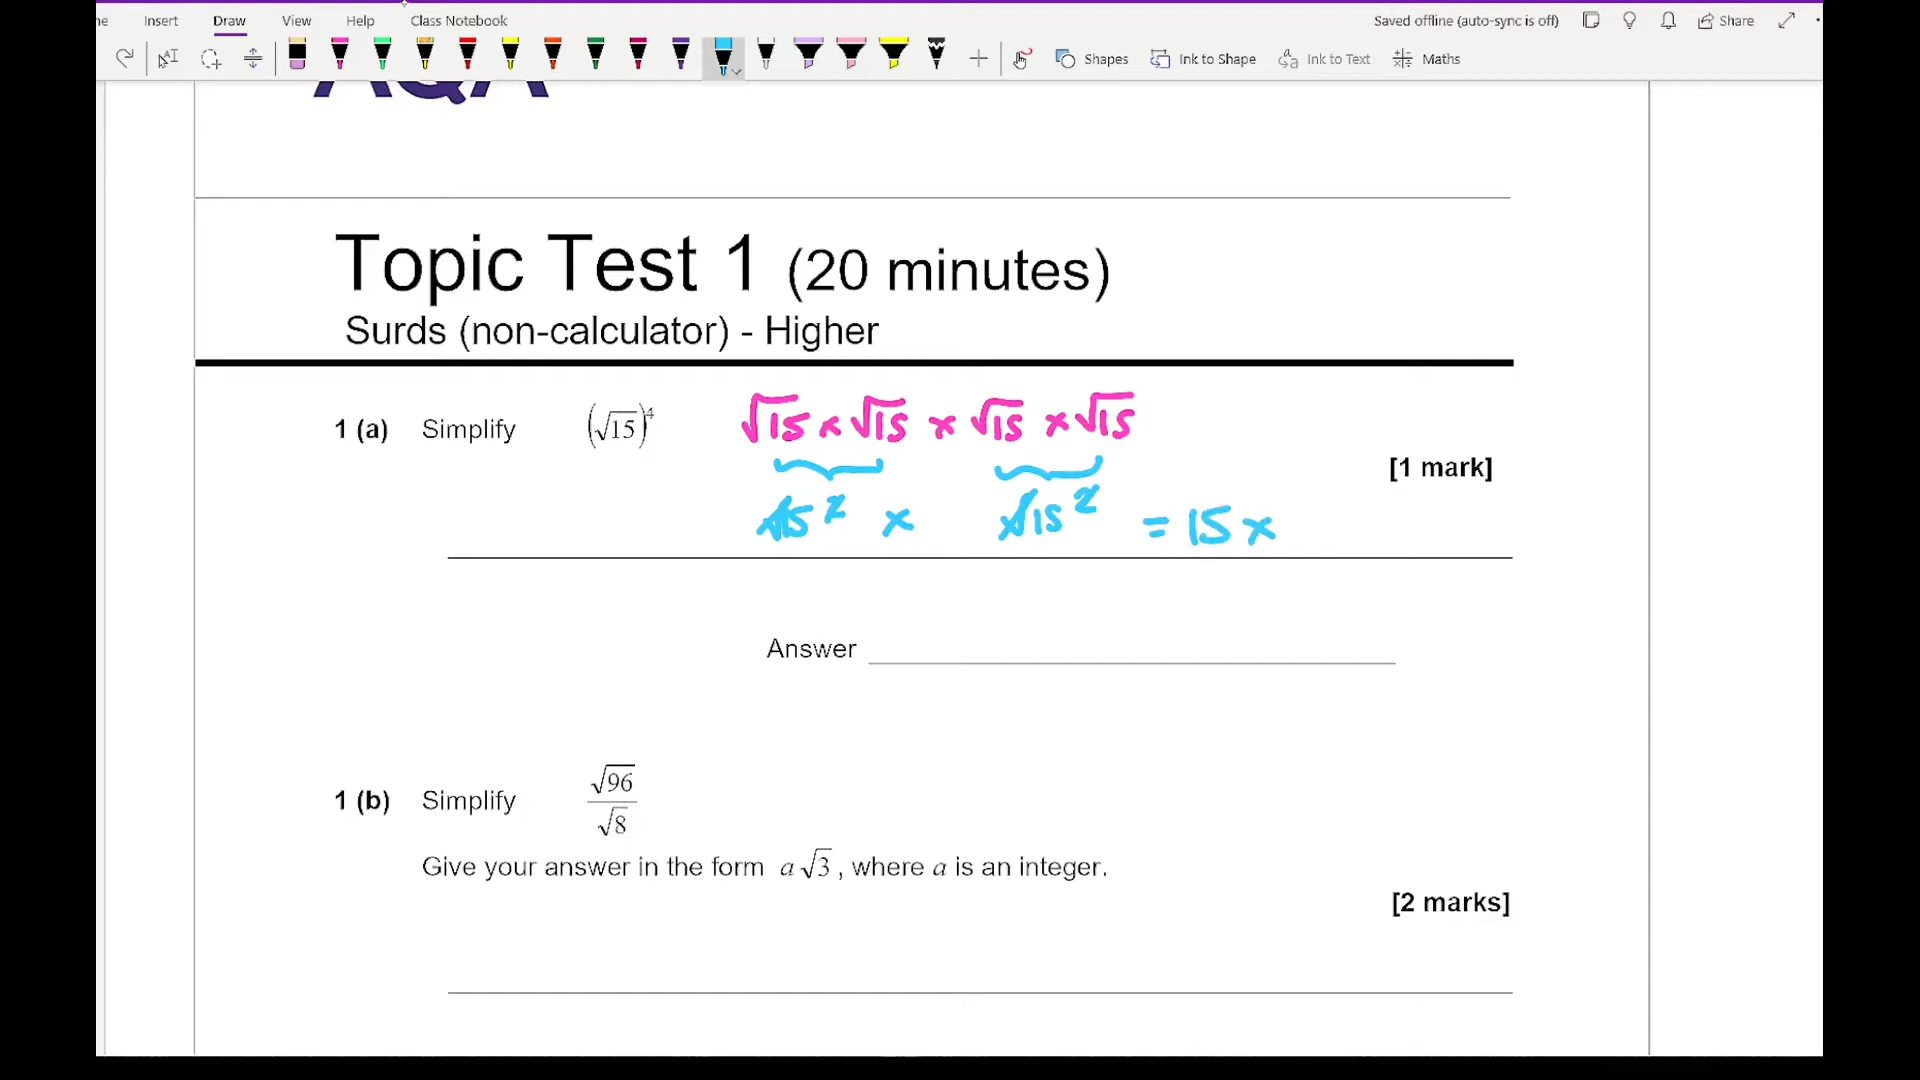 Insert Draw View Help Class Notebook Saved offline (auto-sync is off) Share
Shapes Ink to Shape Ink to Text Maths
AQA
Topic Test 1 (20 minutes)
Surds (non-calculator) - Higher
1 (a) Simplify (√15)⁴ √15 × √15 × √15 × √15
[1 mark]
√15² × √15² = 15 ×
Answer
1 (b) Simplify √96/√8
Give your answer in the form a√3, where a is an integer.
[2 marks]